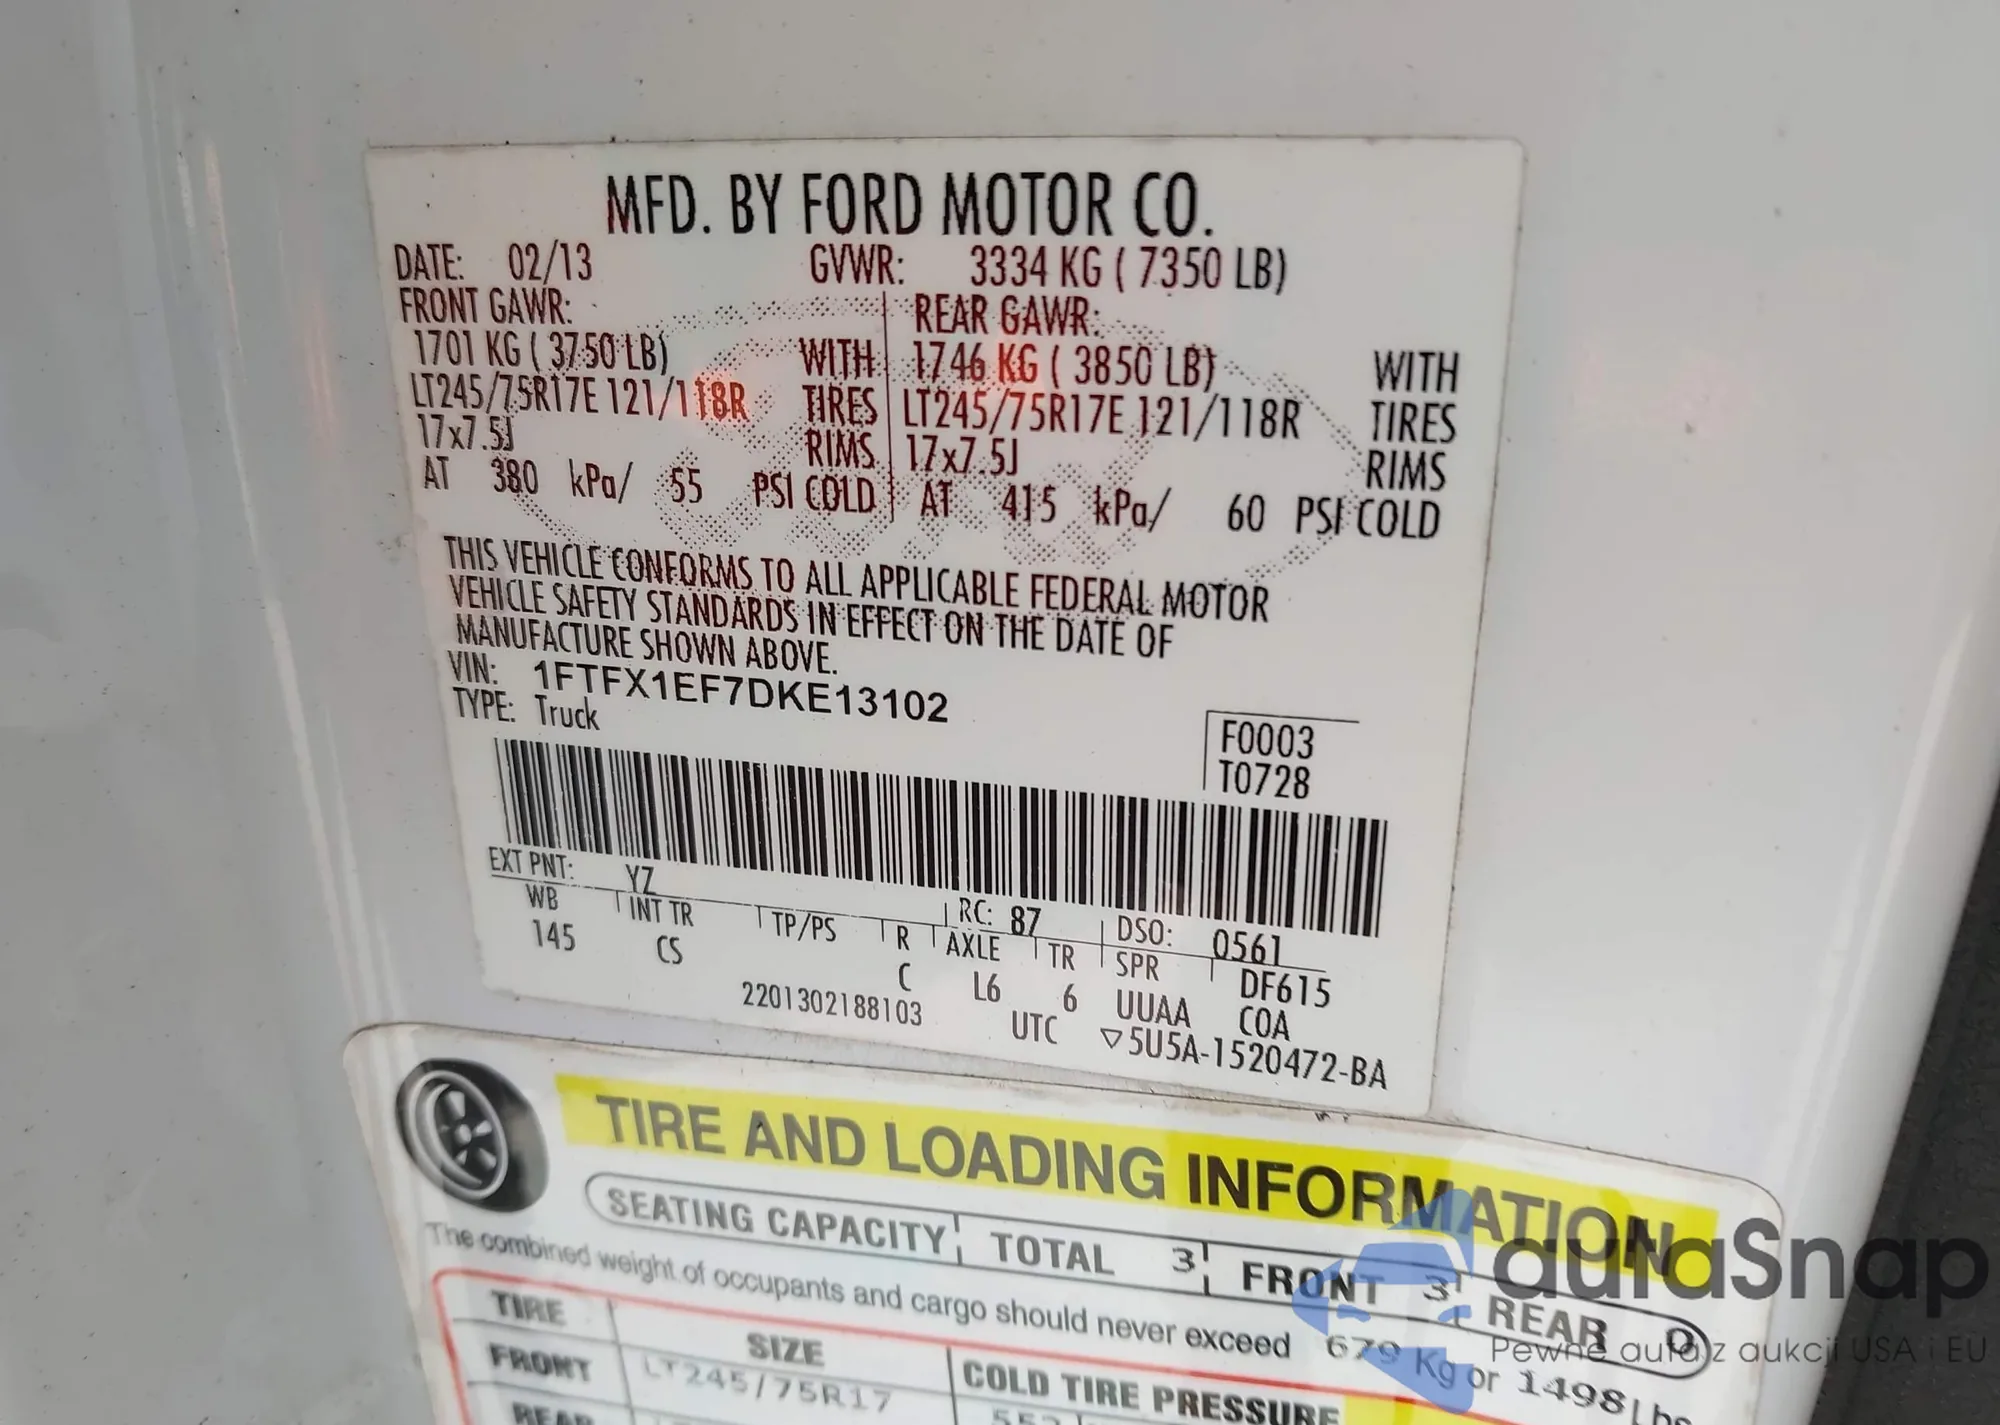 MFD. BY FORD MOTOR CO.
DATE: 02/13 GVWR: 3334 KG ( 7350 LB)
FRONT GAWR: REAR GAWR:
1701 KG ( 3750 LB) WITH 1746 KG ( 3850 LB) WITH
LT245/75R17E 121/118R TIRES LT245/75R17E 121/118R TIRES
17x7.5J RIMS 17x7.5J RIMS
AT 380 kPa/ 55 PSI COLD AT 415 kPa/ 60 PSI COLD
THIS VEHICLE CONFORMS TO ALL APPLICABLE FEDERAL MOTOR
VEHICLE SAFETY STANDARDS IN EFFECT ON THE DATE OF
MANUFACTURE SHOWN ABOVE.
VIN: 1FTFX1EF7DKE13102
TYPE: Truck
F0003
T0728
EXT PNT: YZ RC: 87 DSO: 0561
WB INT TR TP/PS R AXLE TR SPR DF615
145 CS C L6 6 UUAA COA
2201302188103 UTC ▽5U5A-1520472-BA
TIRE AND LOADING INFORMATION
SEATING CAPACITY TOTAL 3 FRONT 3 REAR 0
The combined weight of occupants and cargo should never exceed 679 Kg or 1498 Lbs
TIRE SIZE COLD TIRE PRESSURE
FRONT LT245/75R17
REAR
autaSnap
Pewne auta z aukcji USA i EU